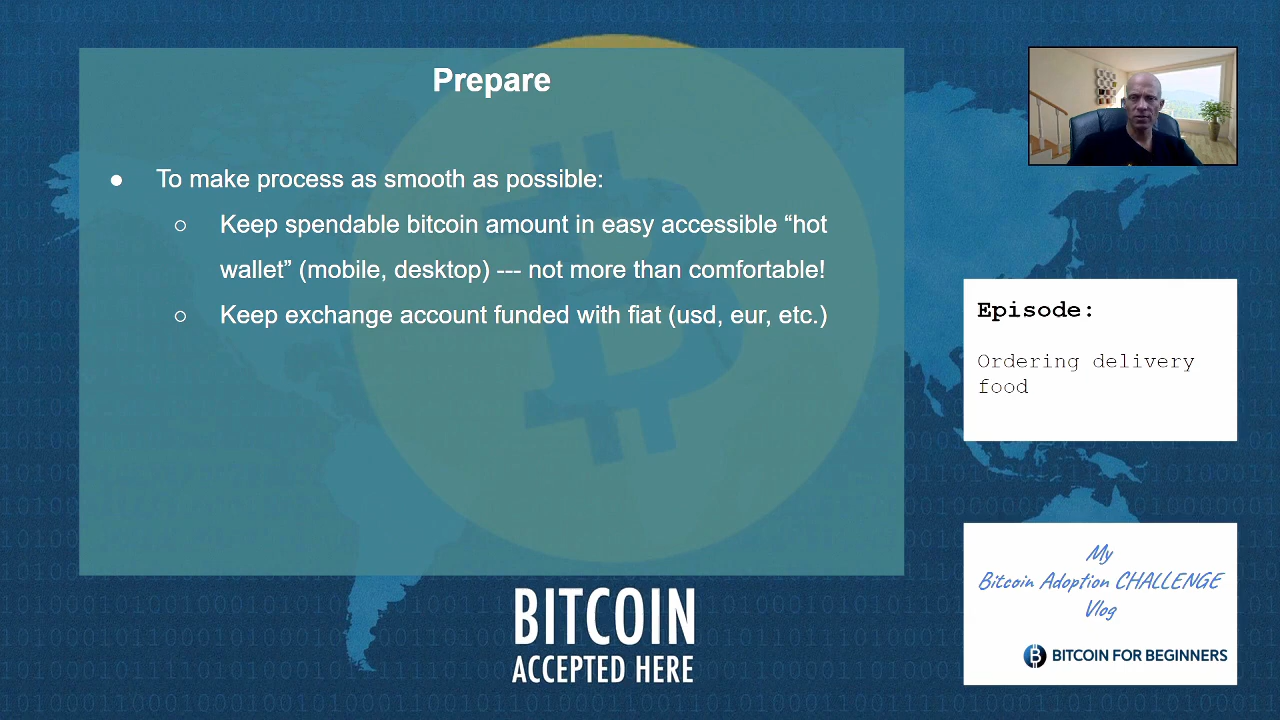 Prepare
● To make process as smooth as possible:
○ Keep spendable bitcoin amount in easy accessible “hot
wallet” (mobile, desktop) --- not more than comfortable!
○ Keep exchange account funded with fiat (usd, eur, etc.)
Episode:
Ordering delivery
food
BITCOIN
ACCEPTED HERE
My
Bitcoin Adoption CHALLENGE
Vlog
BITCOIN FOR BEGINNERS